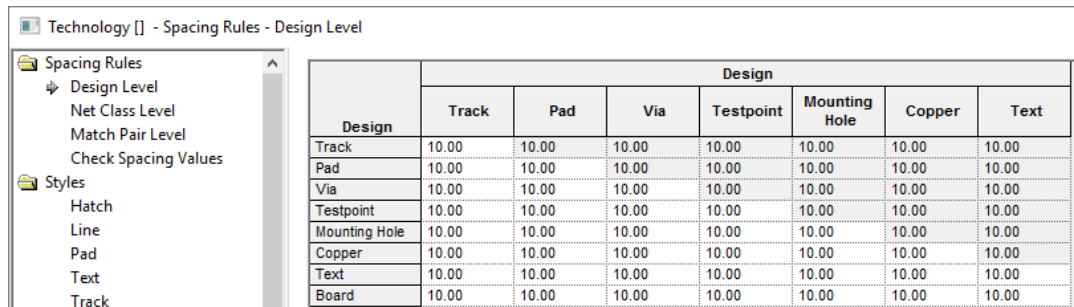 Technology [] - Spacing Rules - Design Level
Spacing Rules
Design Level
Net Class Level
Match Pair Level
Check Spacing Values
Styles
Hatch
Line
Pad
Text
Track
Design
Design Track Pad Via Testpoint Mounting Hole Copper Text
Track 10.00 10.00 10.00 10.00 10.00 10.00 10.00
Pad 10.00 10.00 10.00 10.00 10.00 10.00 10.00
Via 10.00 10.00 10.00 10.00 10.00 10.00 10.00
Testpoint 10.00 10.00 10.00 10.00 10.00 10.00 10.00
Mounting Hole 10.00 10.00 10.00 10.00 10.00 10.00 10.00
Copper 10.00 10.00 10.00 10.00 10.00 10.00 10.00
Text 10.00 10.00 10.00 10.00 10.00 10.00 10.00
Board 10.00 10.00 10.00 10.00 10.00 10.00 10.00